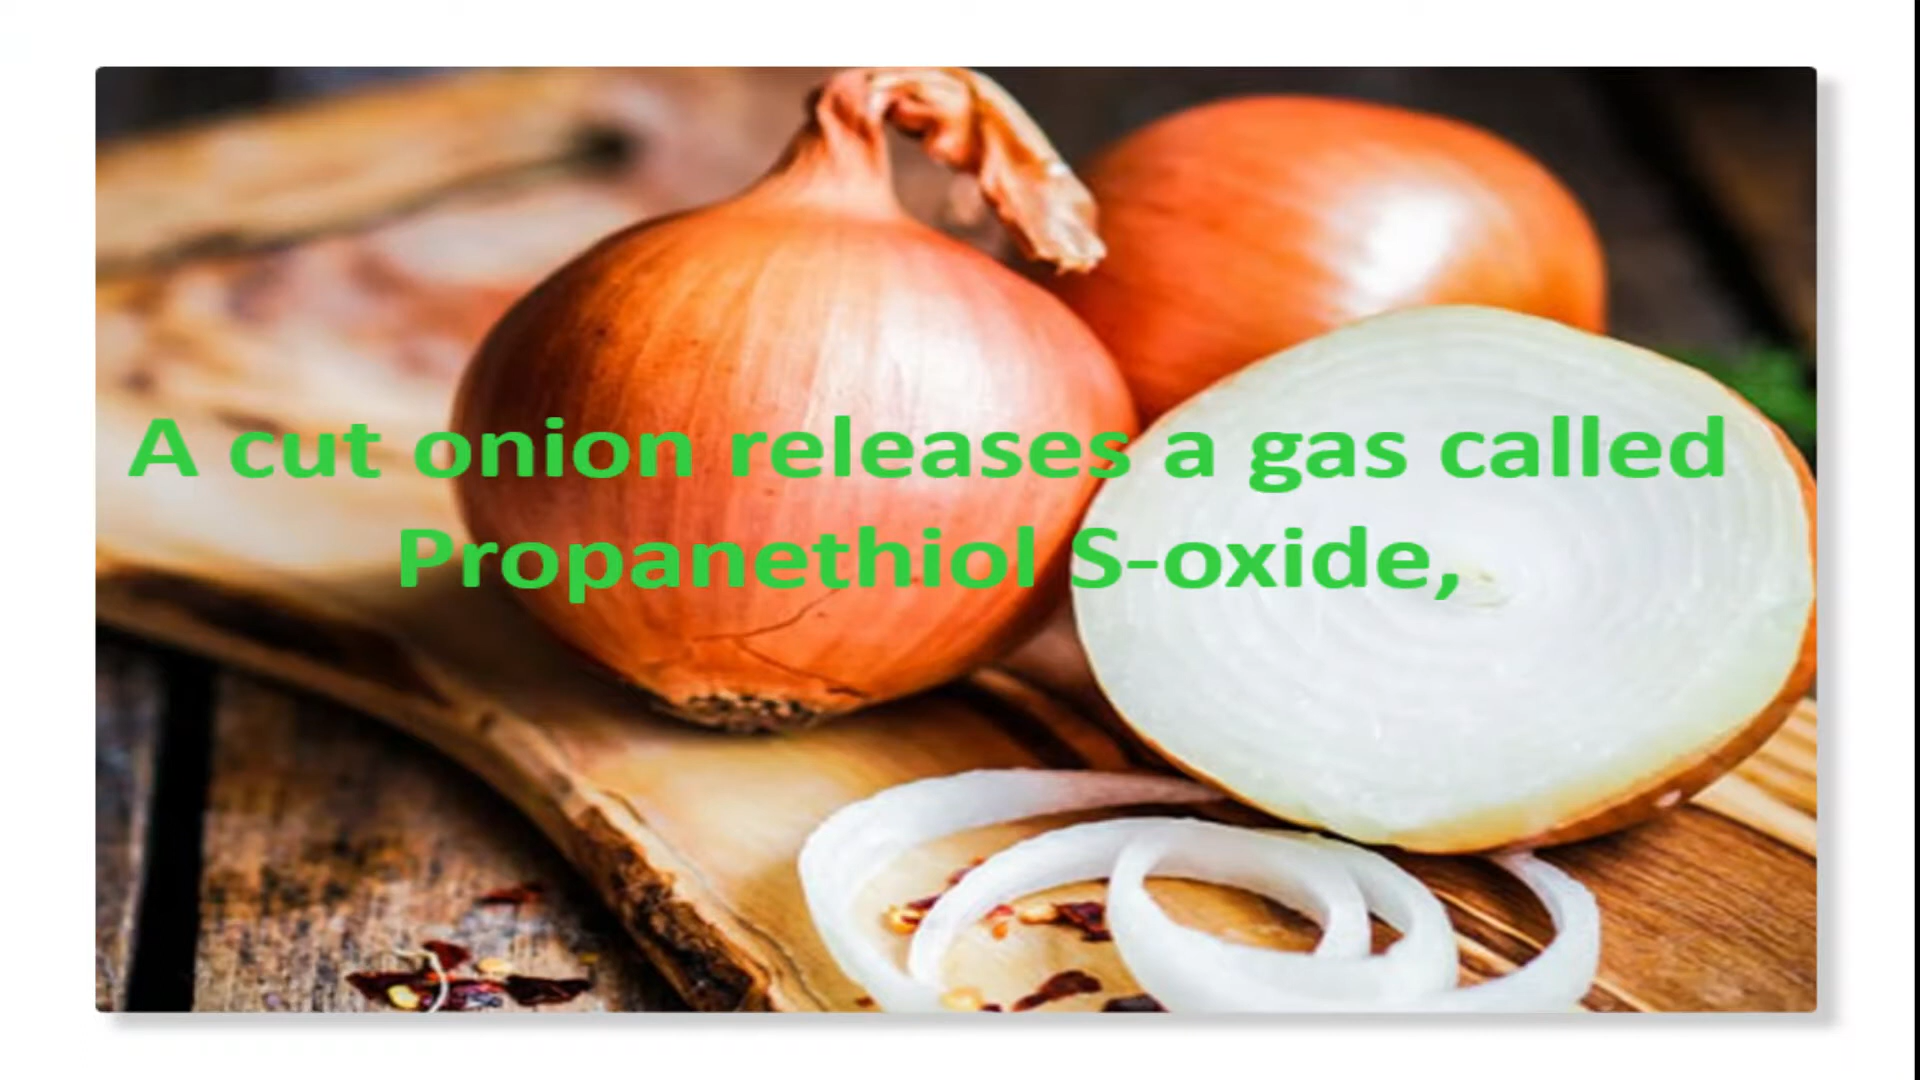 A cut onion releases a gas called
Propanethiol S-oxide,